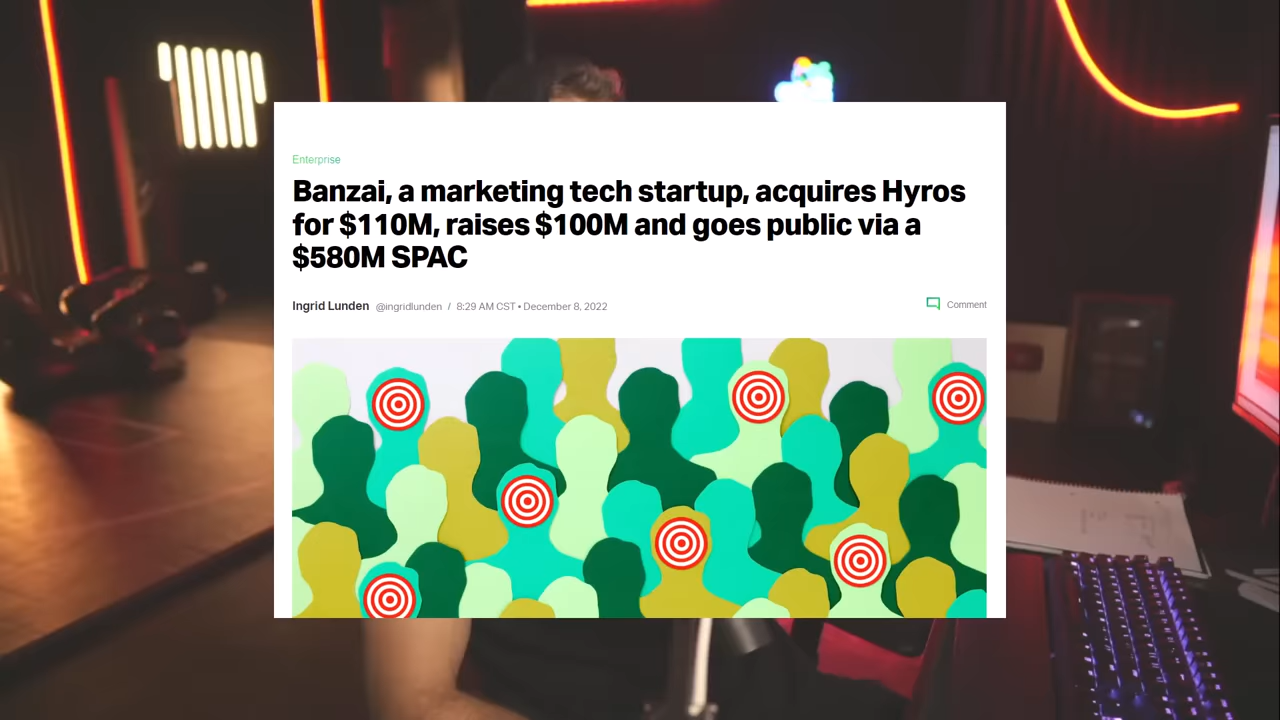 Enterprise
Banzai, a marketing tech startup, acquires Hyros
for $110M, raises $100M and goes public via a
$580M SPAC
Ingrid Lunden @ingridlunden / 8:29 AM CST • December 8, 2022
Comment